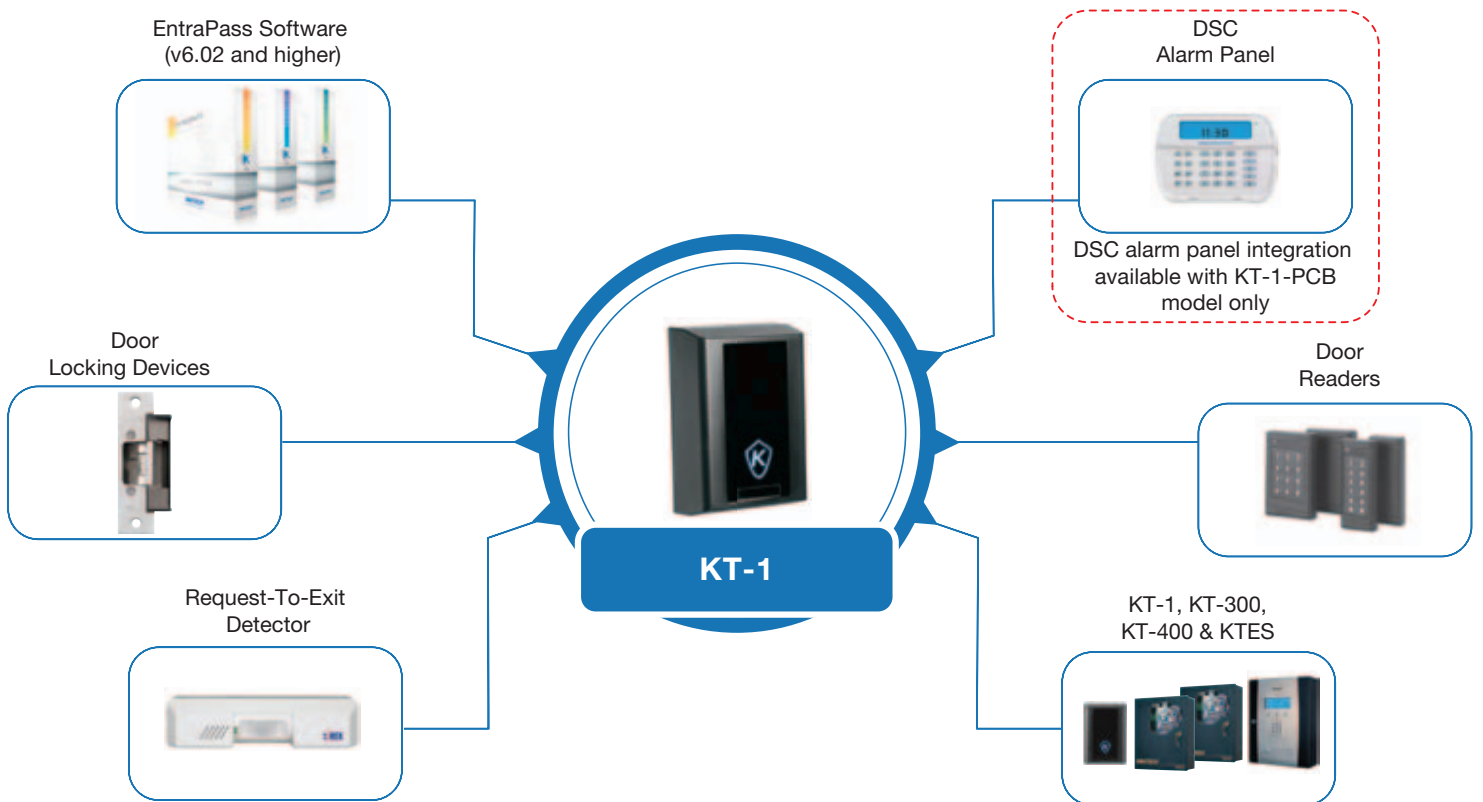 EntraPass Software
(v6.02 and higher)
DSC
Alarm Panel
11:30
DSC alarm panel integration
available with KT-1-PCB
model only
Door
Locking Devices
Door
Readers
K
KT-1
Request-To-Exit
Detector
KT-1, KT-300,
KT-400 & KTES